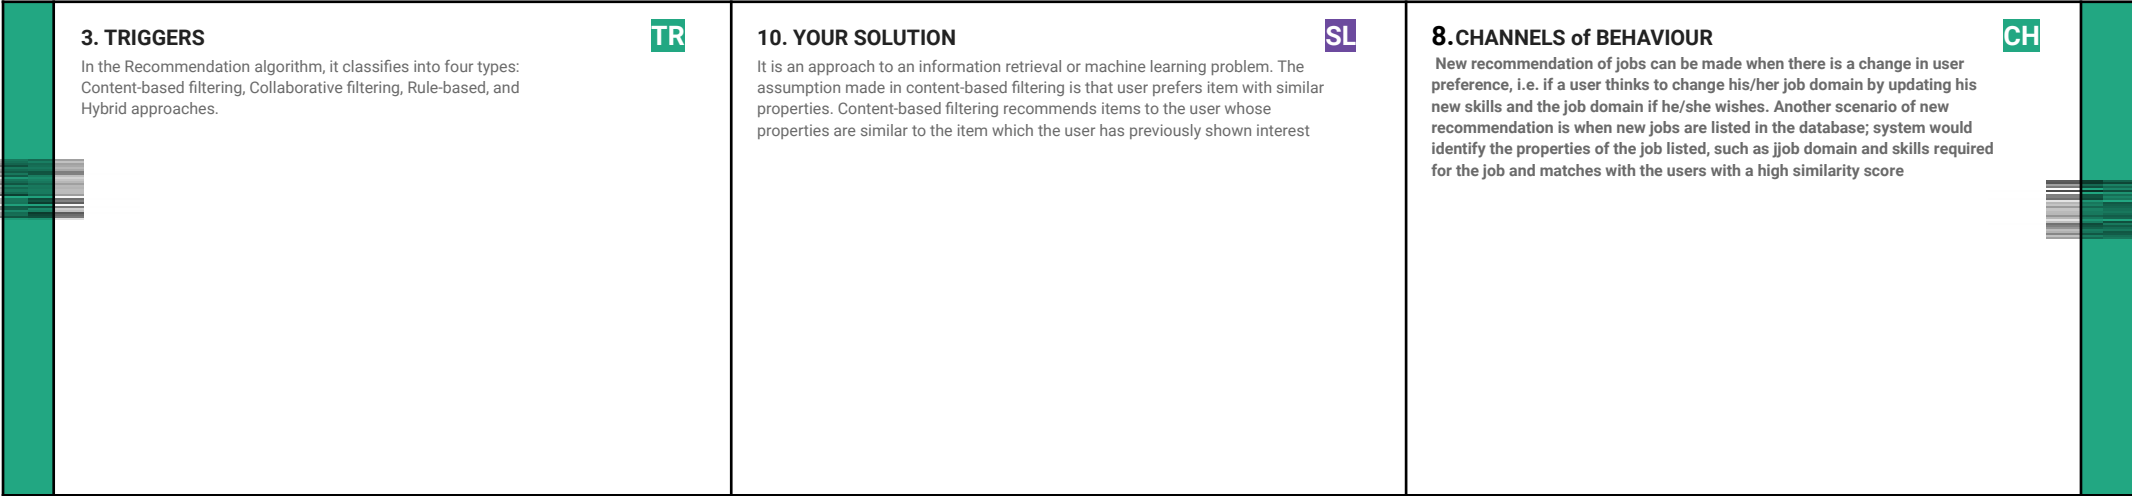 3. TRIGGERS
TR
In the Recommendation algorithm, it classifies into four types:
Content-based filtering, Collaborative filtering, Rule-based, and
Hybrid approaches.
10. YOUR SOLUTION
SL
It is an approach to an information retrieval or machine learning problem. The
assumption made in content-based filtering is that user prefers item with similar
properties. Content-based filtering recommends items to the user whose
properties are similar to the item which the user has previously shown interest
8.CHANNELS of BEHAVIOUR
CH
New recommendation of jobs can be made when there is a change in user
preference, i.e. if a user thinks to change his/her job domain by updating his
new skills and the job domain if he/she wishes. Another scenario of new
recommendation is when new jobs are listed in the database; system would
identify the properties of the job listed, such as jjob domain and skills required
for the job and matches with the users with a high similarity score